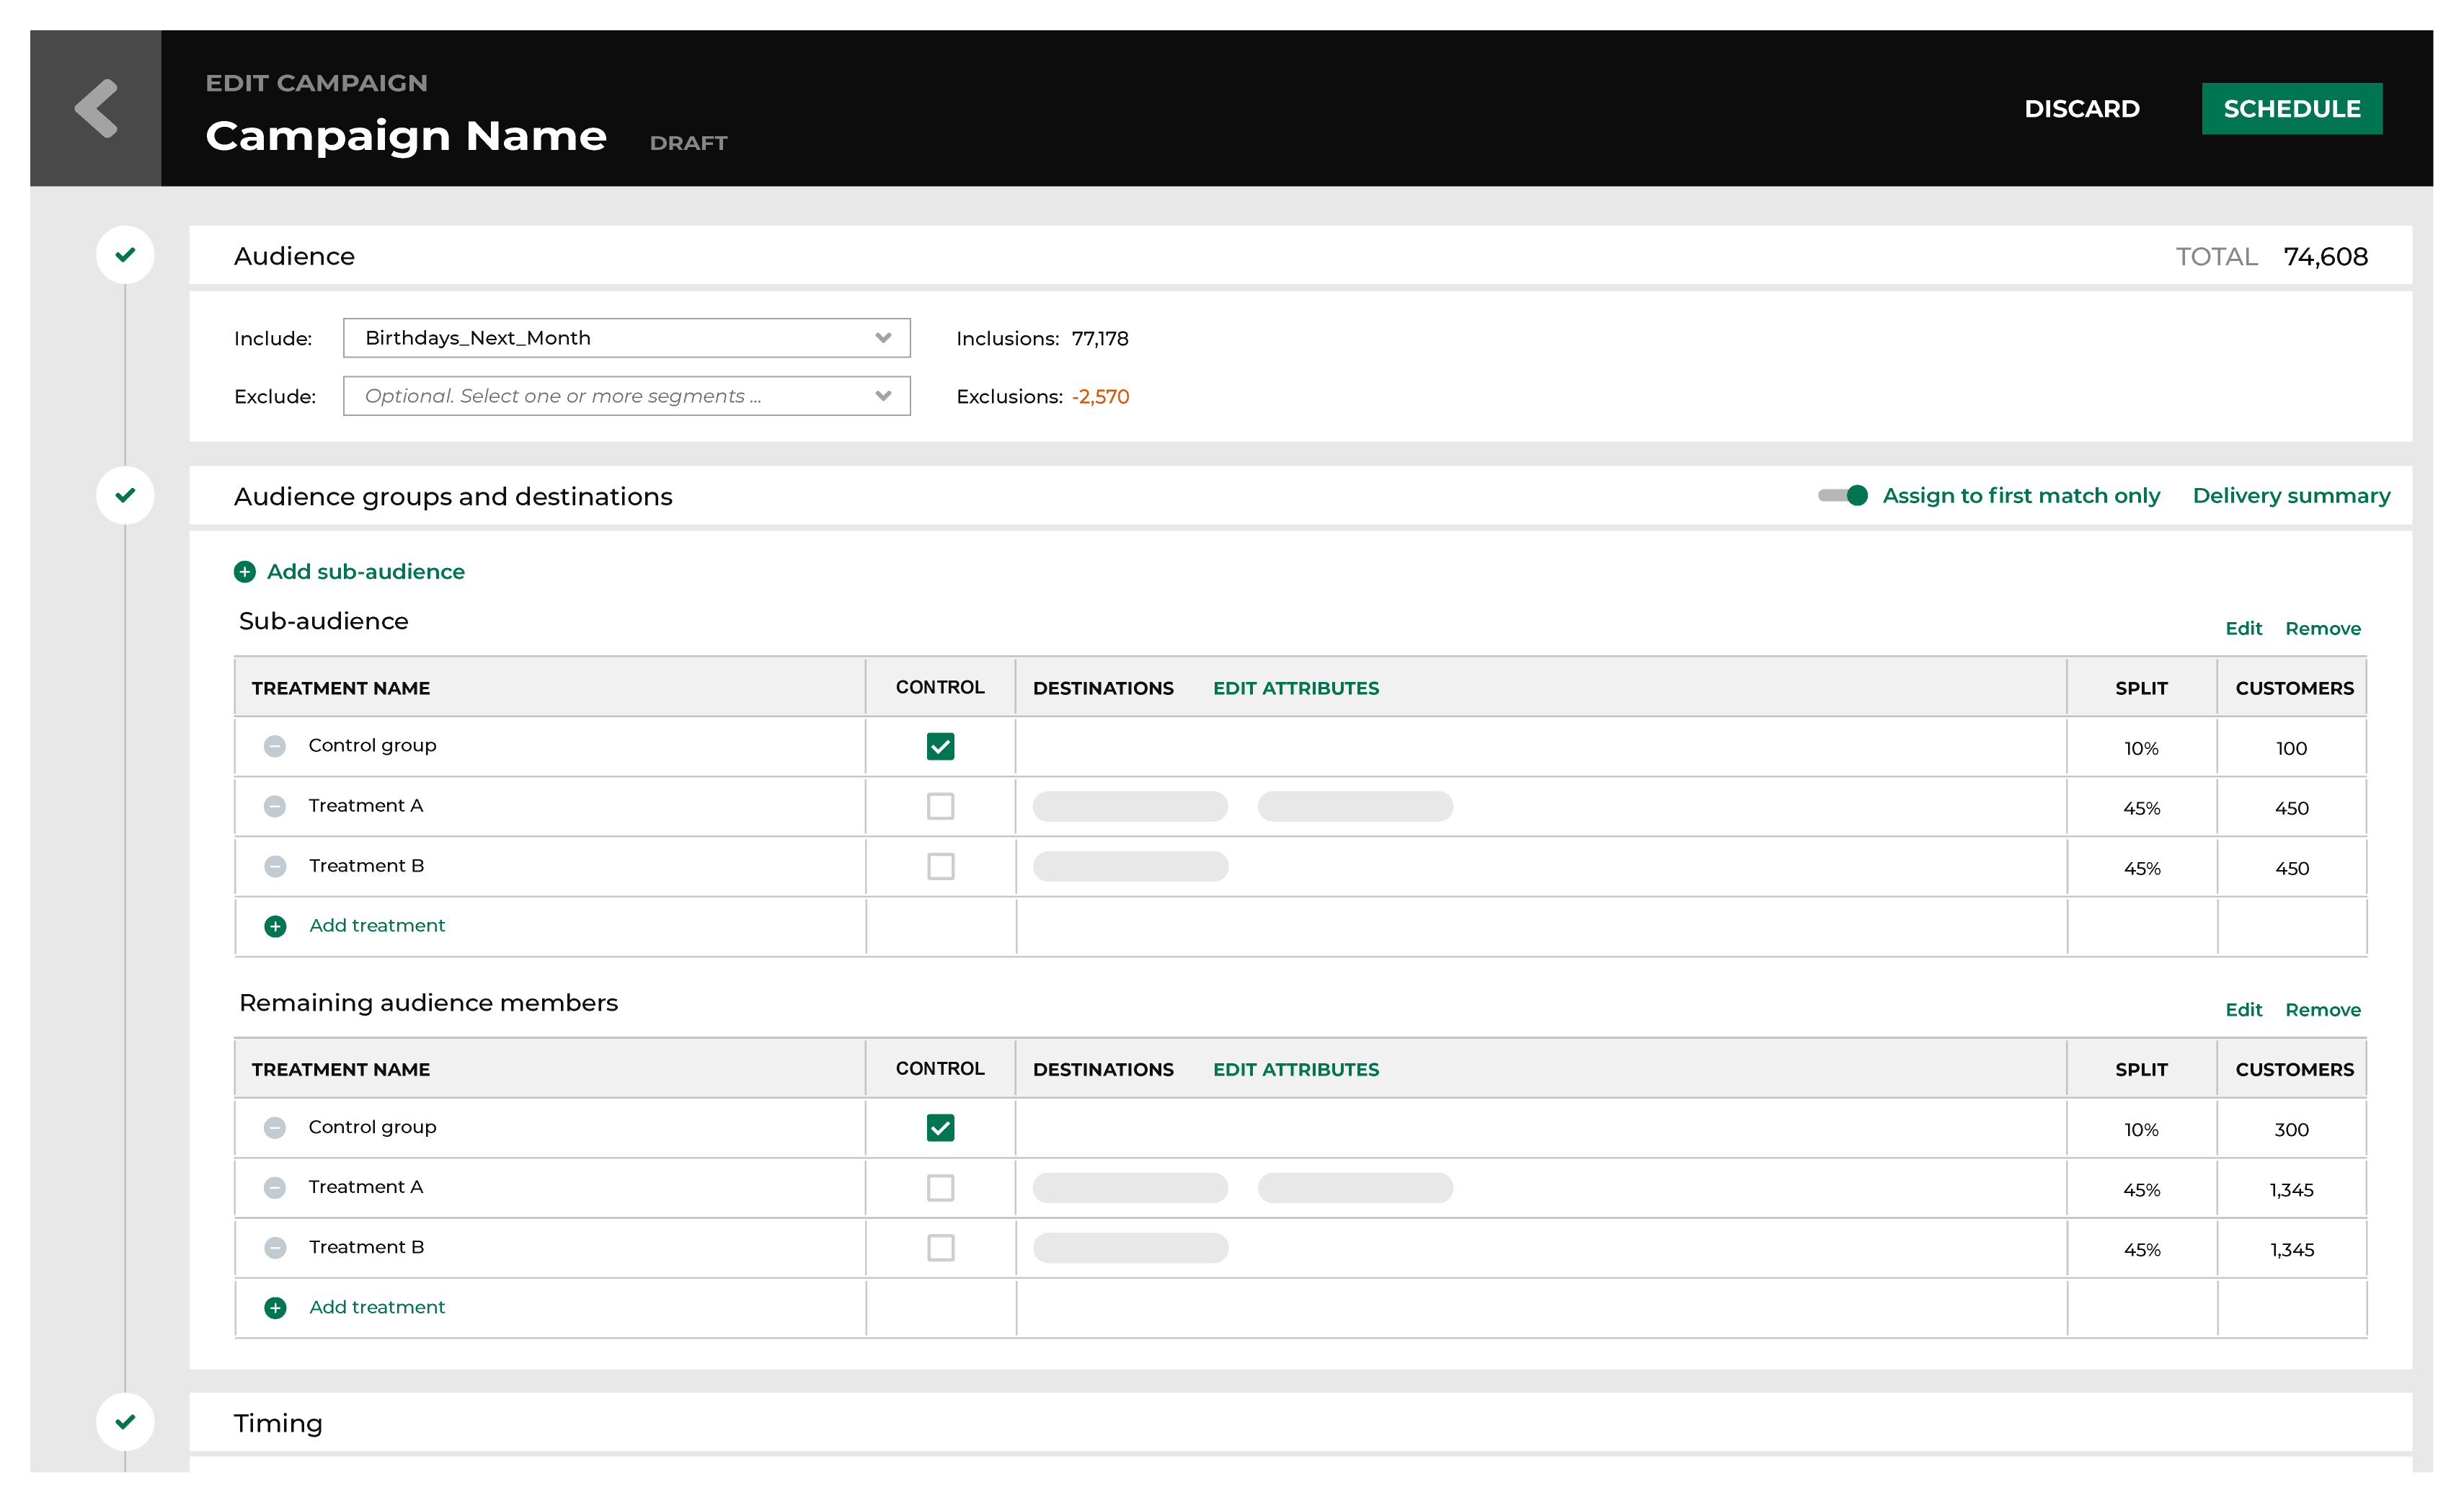 EDIT CAMPAIGN
Campaign Name DRAFT
DISCARD SCHEDULE
Audience TOTAL 74,608
Include: Birthdays_Next_Month Inclusions: 77,178
Exclude: Optional. Select one or more segments ... Exclusions: -2,570
Audience groups and destinations Assign to first match only Delivery summary
Add sub-audience
Sub-audience Edit Remove
TREATMENT NAME CONTROL DESTINATIONS EDIT ATTRIBUTES SPLIT CUSTOMERS
Control group 10% 100
Treatment A 45% 450
Treatment B 45% 450
Add treatment
Remaining audience members Edit Remove
TREATMENT NAME CONTROL DESTINATIONS EDIT ATTRIBUTES SPLIT CUSTOMERS
Control group 10% 300
Treatment A 45% 1,345
Treatment B 45% 1,345
Add treatment
Timing